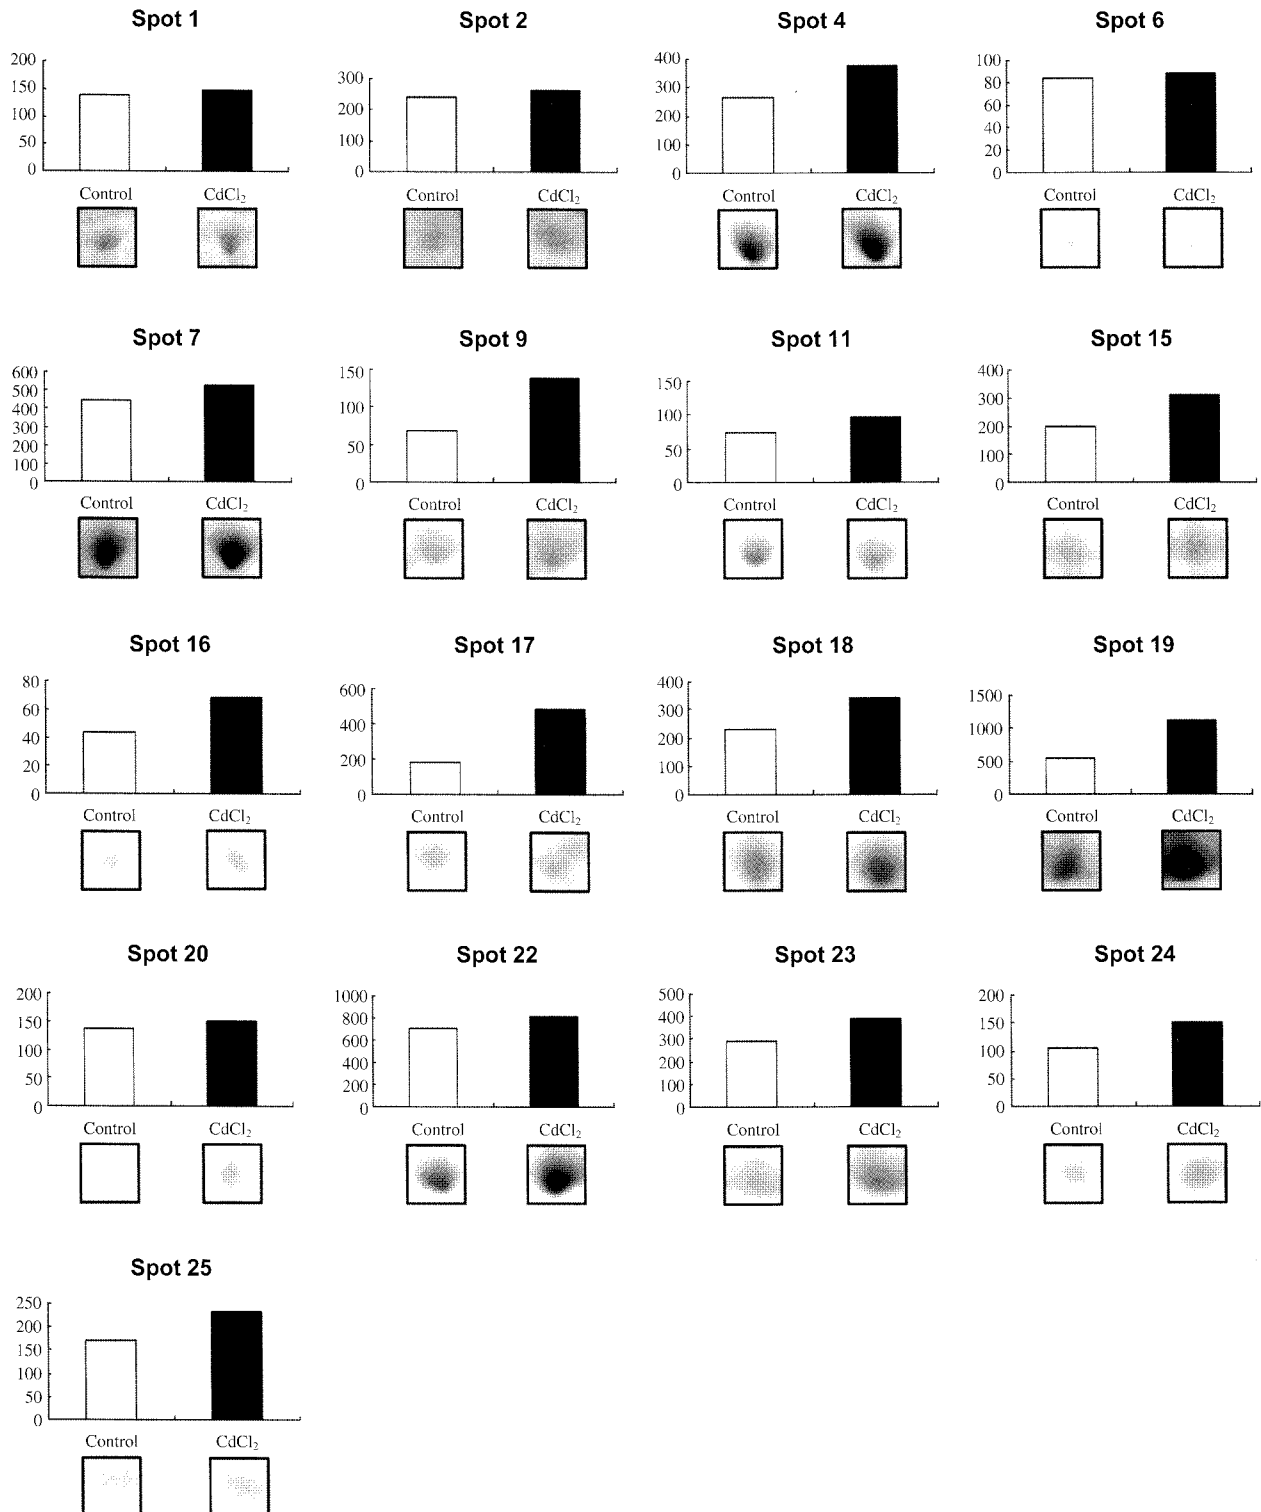 Spot 1
200
150
100
50
0
Control CdCl₂
Spot 2
300
200
100
0
Control CdCl₂
Spot 4
400
300
200
100
0
Control CdCl₂
Spot 6
100
80
60
40
20
0
Control CdCl₂
Spot 7
600
500
400
300
200
100
0
Control CdCl₂
Spot 9
150
100
50
0
Control CdCl₂
Spot 11
150
100
50
0
Control CdCl₂
Spot 15
400
300
200
100
0
Control CdCl₂
Spot 16
80
60
40
20
0
Control CdCl₂
Spot 17
600
400
200
0
Control CdCl₂
Spot 18
400
300
200
100
0
Control CdCl₂
Spot 19
1500
1000
500
0
Control CdCl₂
Spot 20
200
150
100
50
0
Control CdCl₂
Spot 22
1000
800
600
400
200
0
Control CdCl₂
Spot 23
500
400
300
200
100
0
Control CdCl₂
Spot 24
200
150
100
50
0
Control CdCl₂
Spot 25
250
200
150
100
50
0
Control CdCl₂